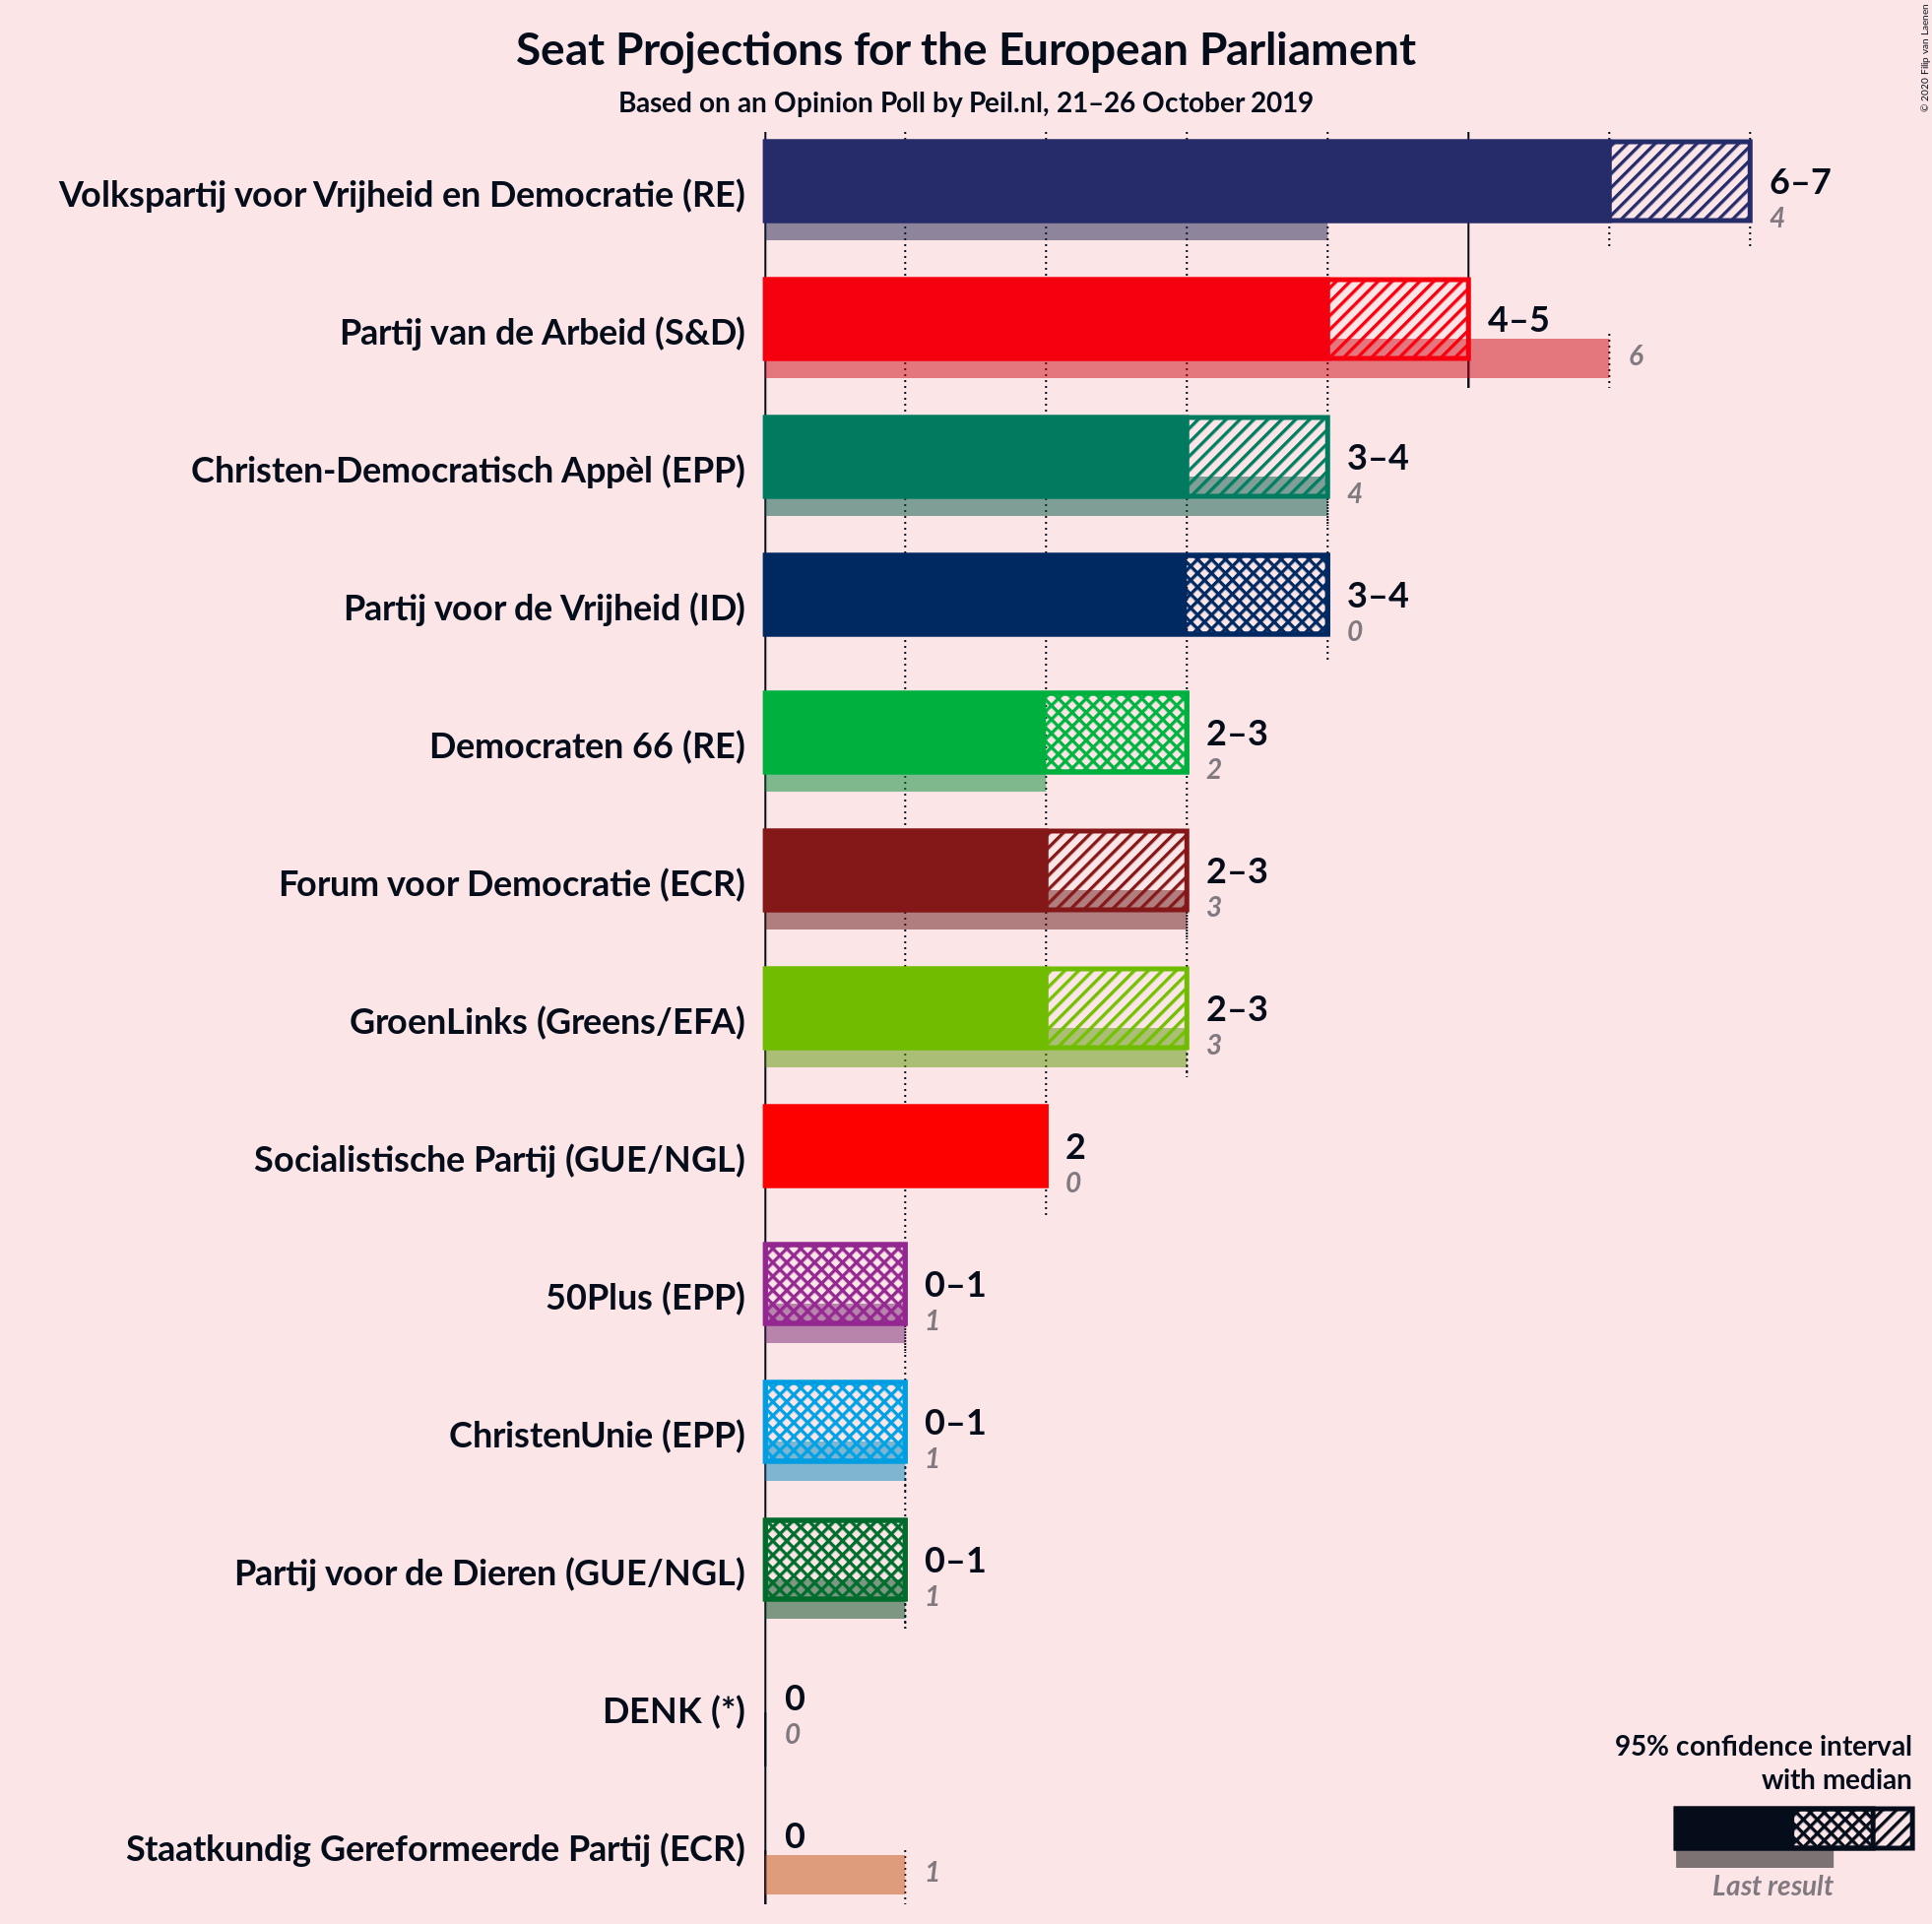 Seat Projections for the European Parliament
Based on an Opinion Poll by Peil.nl, 21–26 October 2019
© 2020 Filip van Laenen
Volkspartij voor Vrijheid en Democratie (RE)
6–7
4
Partij van de Arbeid (S&D)
4–5
6
Christen-Democratisch Appèl (EPP)
3–4
4
Partij voor de Vrijheid (ID)
3–4
0
Democraten 66 (RE)
2–3
2
Forum voor Democratie (ECR)
2–3
3
GroenLinks (Greens/EFA)
2–3
3
Socialistische Partij (GUE/NGL)
2
0
50Plus (EPP)
0–1
1
ChristenUnie (EPP)
0–1
1
Partij voor de Dieren (GUE/NGL)
0–1
1
DENK (*)
0
0
Staatkundig Gereformeerde Partij (ECR)
0
1
95% confidence interval
with median
Last result